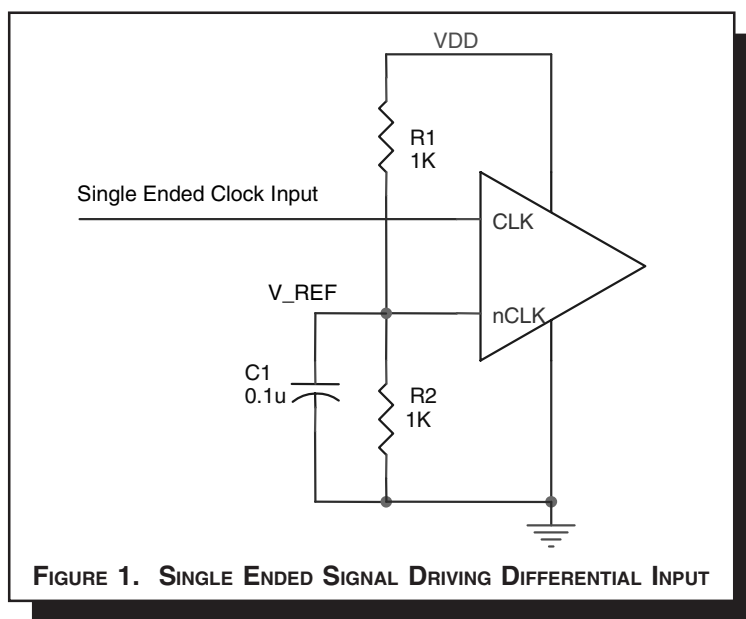 VDD
R1
1K
Single Ended Clock Input
CLK
V_REF
nCLK
C1
0.1u
R2
1K
FIGURE 1. SINGLE ENDED SIGNAL DRIVING DIFFERENTIAL INPUT